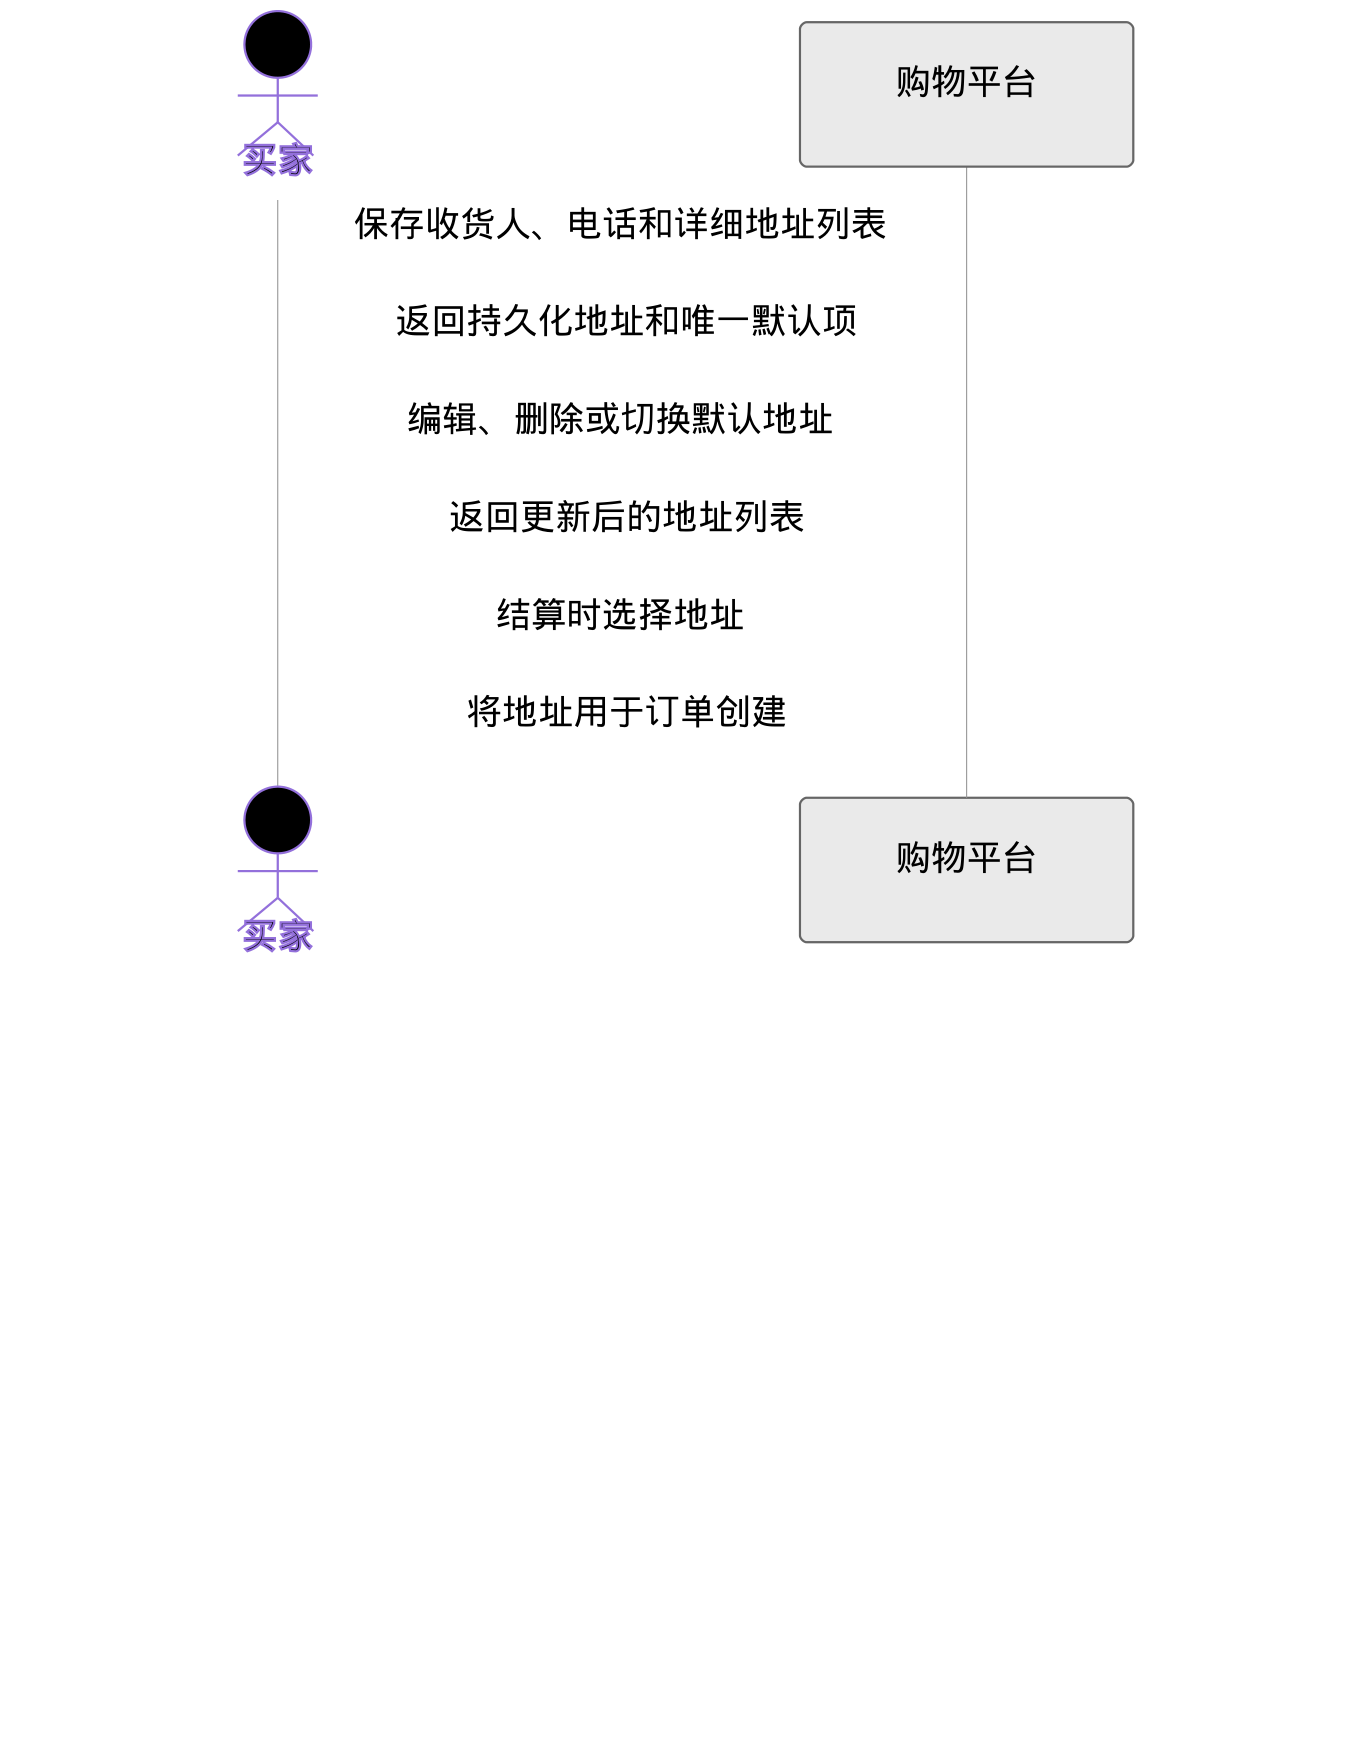 买家
购物平台
保存收货人、电话和详细地址列表
返回持久化地址和唯一默认项
编辑、删除或切换默认地址
返回更新后的地址列表
结算时选择地址
将地址用于订单创建
买家
购物平台